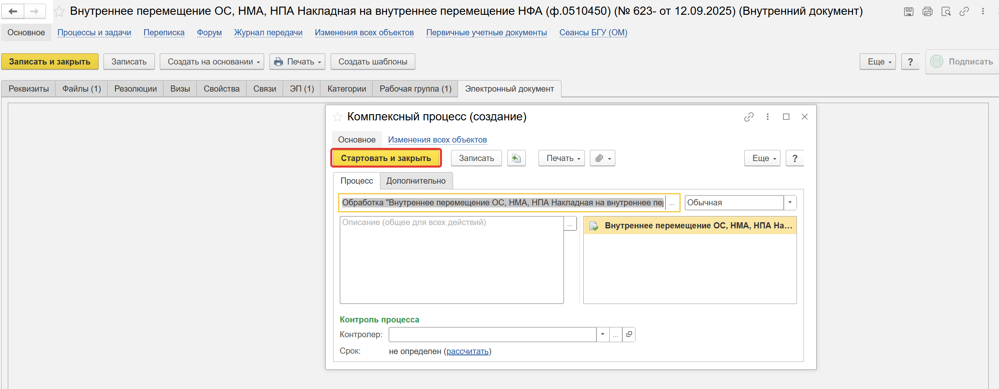 Внутреннее перемещение ОС, НМА, НПА Накладная на внутреннее перемещение НФА (ф.0510450) (№ 623- от 12.09.2025) (Внутренний документ)
Основное Процессы и задачи Переписка Форум Журнал передачи Изменения всех объектов Первичные учетные документы Сеансы БГУ (ОМ)
Записать и закрыть Записать Создать на основании Печать Создать шаблоны Еще ? Подписать
Реквизиты Файлы (1) Резолюции Визы Свойства Связи ЭП (1) Категории Рабочая группа (1) Электронный документ
Комплексный процесс (создание)
Основное Изменения всех объектов
Стартовать и закрыть Записать Печать Еще ?
Процесс Дополнительно
Обработка "Внутреннее перемещение ОС, НМА, НПА Накладная на внутреннее пер ... Обычная
Описание (общее для всех действий) ... Внутреннее перемещение ОС, НМА, НПА На...
Контроль процесса
Контролер: ...
Срок: не определен (рассчитать)